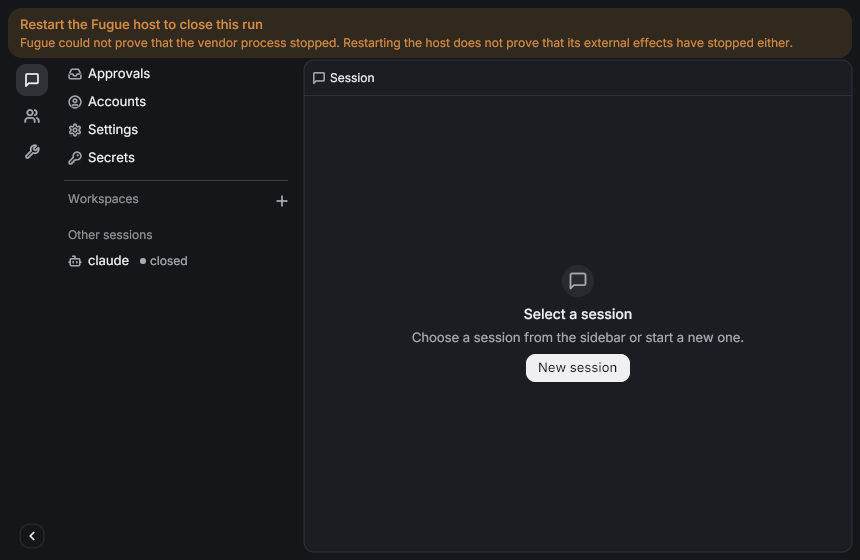 Restart the Fugue host to close this run
Fugue could not prove that the vendor process stopped. Restarting the host does not prove that its external effects have stopped either.
Approvals
Accounts
Settings
Secrets
Workspaces
Other sessions
claude closed
Session
Select a session
Choose a session from the sidebar or start a new one.
New session